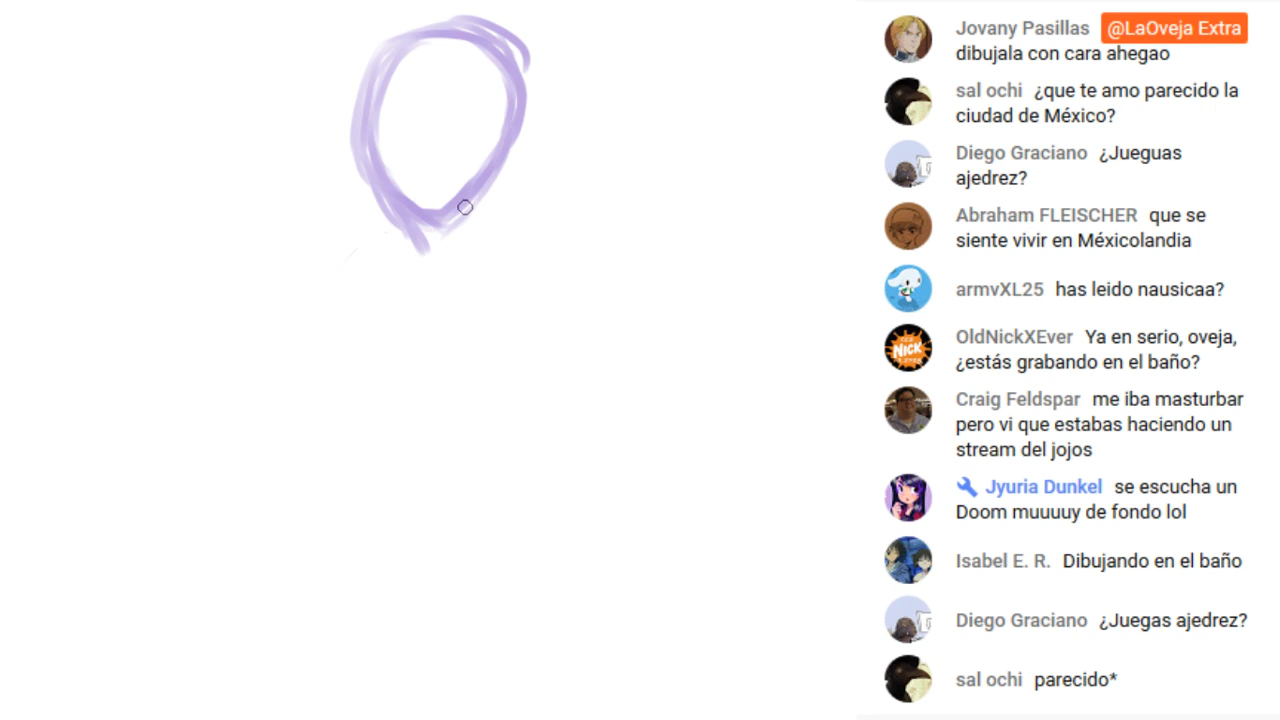 Jovany Pasillas @LaOveja Extra
dibujala con cara ahegao
sal ochi ¿que te amo parecido la
ciudad de México?
Diego Graciano ¿Jueguas
ajedrez?
Abraham FLEISCHER que se
siente vivir en Méxicolandia
armvXL25 has leido nausicaa?
OldNickXEver Ya en serio, oveja,
¿estás grabando en el baño?
NICK
Craig Feldspar me iba masturbar
pero vi que estabas haciendo un
stream del jojos
Jyuria Dunkel se escucha un
Doom muuuuy de fondo lol
Isabel E. R. Dibujando en el baño
Diego Graciano ¿Juegas ajedrez?
sal ochi parecido*